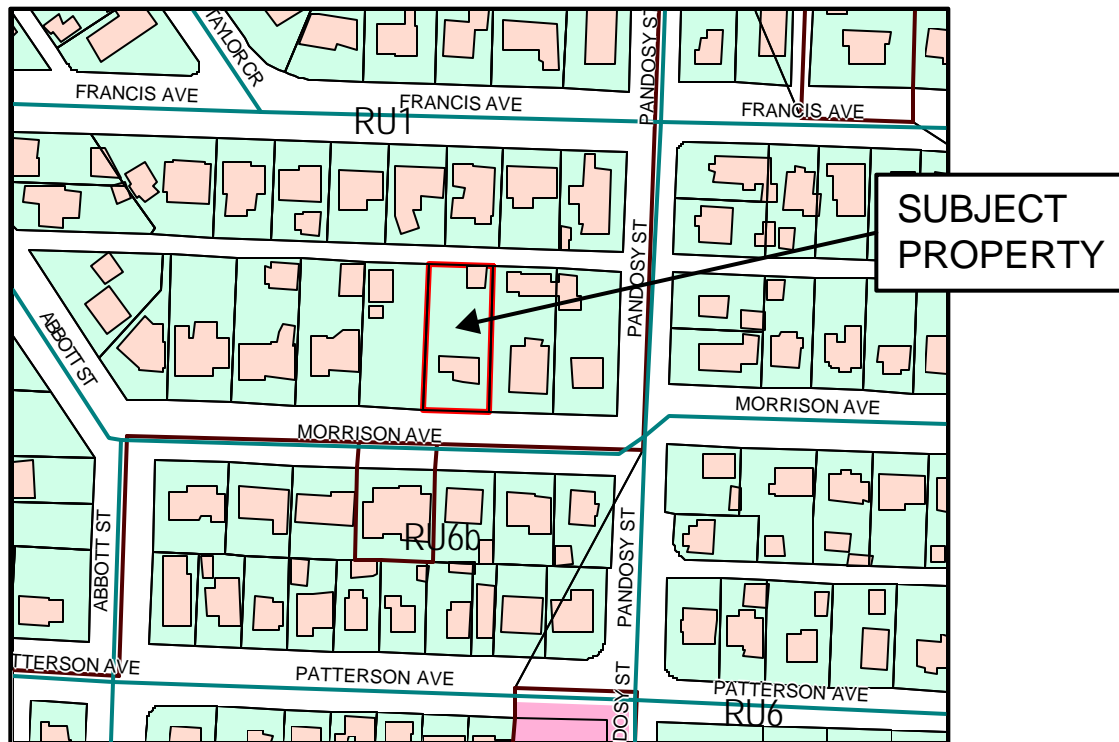 TAYLOR CR
PANDOSY ST
FRANCIS AVE
FRANCIS AVE
FRANCIS AVE
RU1
SUBJECT
PROPERTY
PANDOSY ST
ABBOTT ST
MORRISON AVE
MORRISON AVE
RU6b
ABBOTT ST
PANDOSY ST
TTERSON AVE
PATTERSON AVE
DOSY ST
PATTERSON AVE
RU6